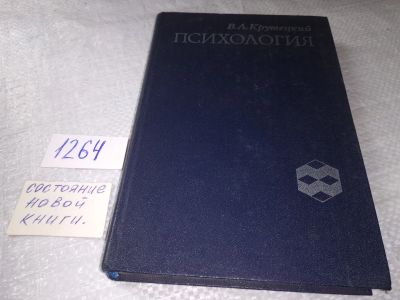 В.А.Крутецкий
ПСИХОЛОГИЯ
1264
состояние
новой
книги.